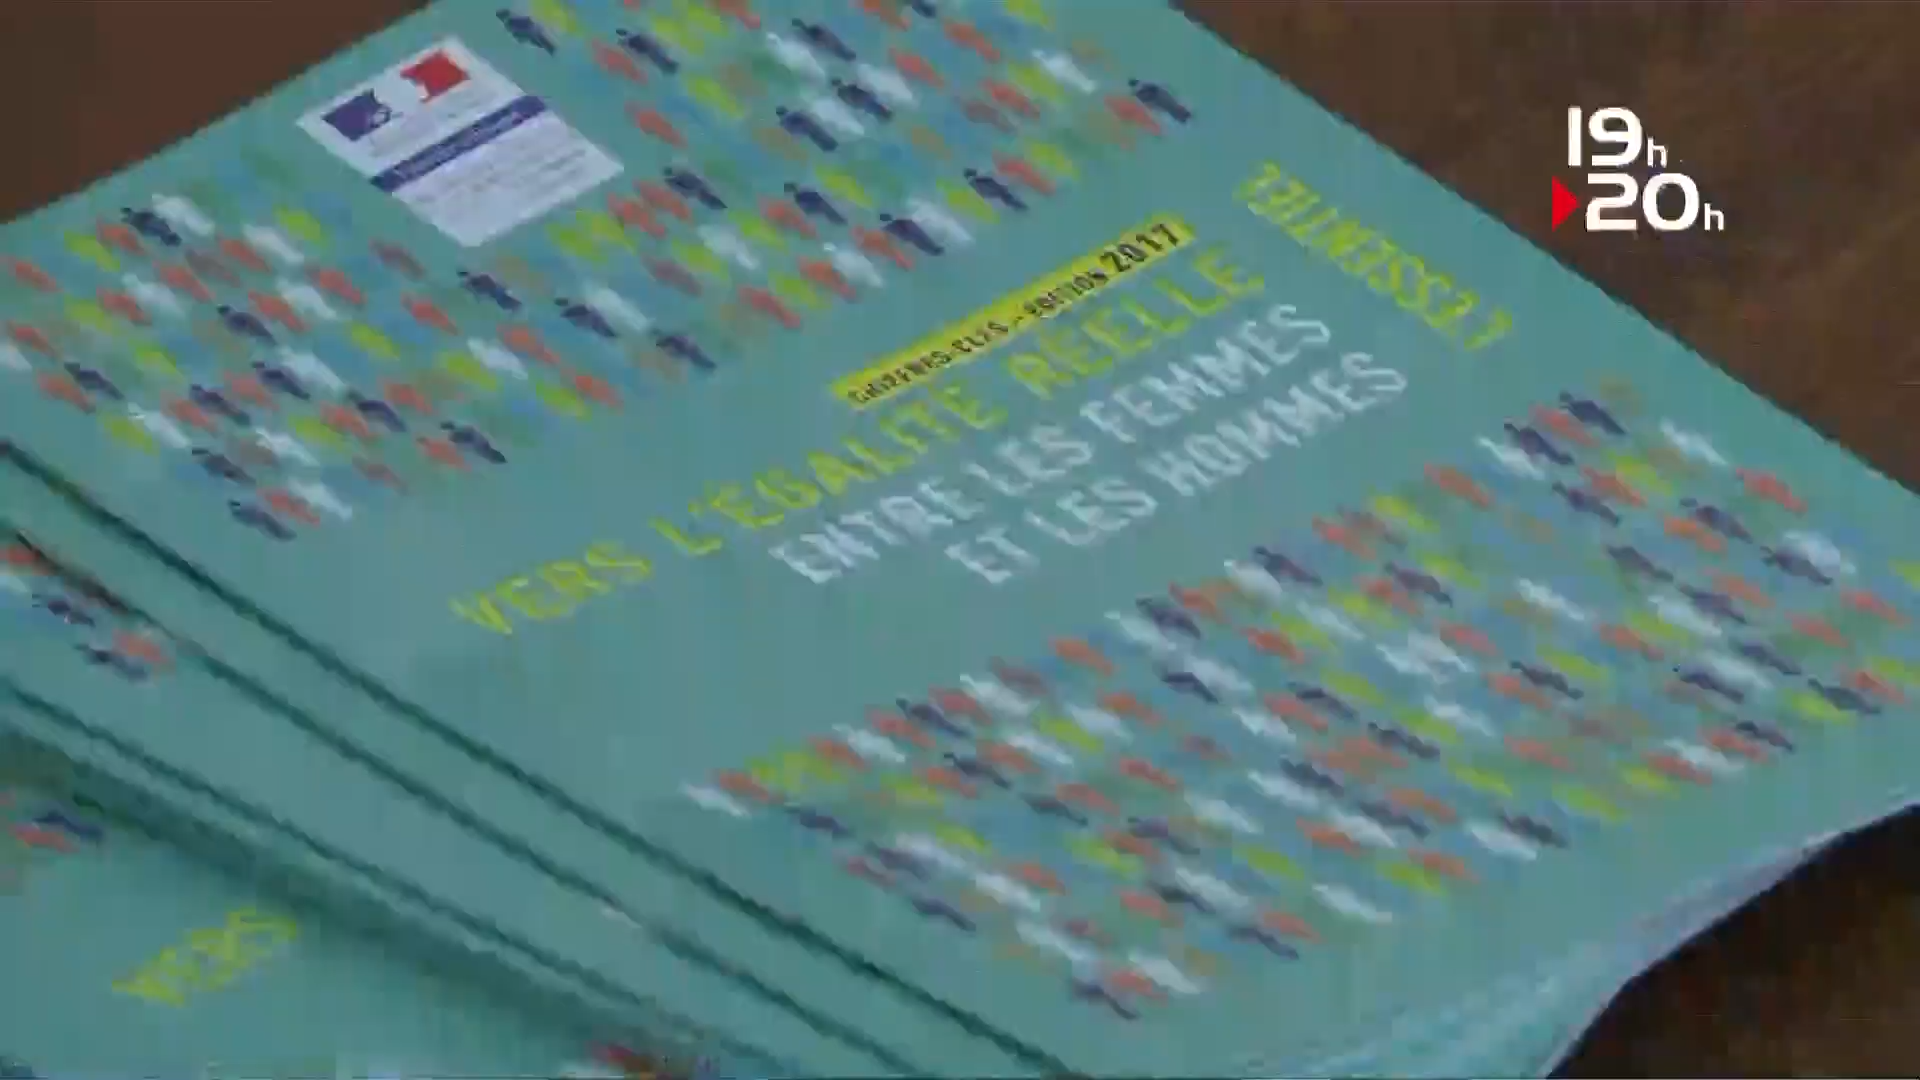 19h
20h
L'ESSENTIEL
CHIFFRES-CLÉS - ÉDITION 2017
VERS L'ÉGALITÉ RÉELLE
ENTRE LES FEMMES
ET LES HOMMES
VERS